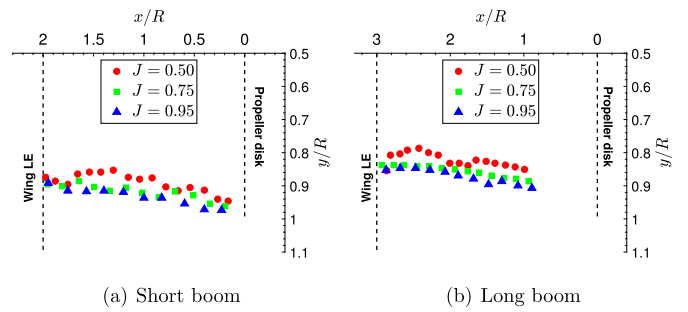 x/R
2 1.5 1 0.5 0
J = 0.50
J = 0.75
J = 0.95
Wing LE
Propeller disk
0.5
0.6
0.7
0.8
0.9
1
1.1
y/R
(a) Short boom
x/R
3 2 1 0
J = 0.50
J = 0.75
J = 0.95
Wing LE
Propeller disk
0.5
0.6
0.7
0.8
0.9
1
1.1
y/R
(b) Long boom